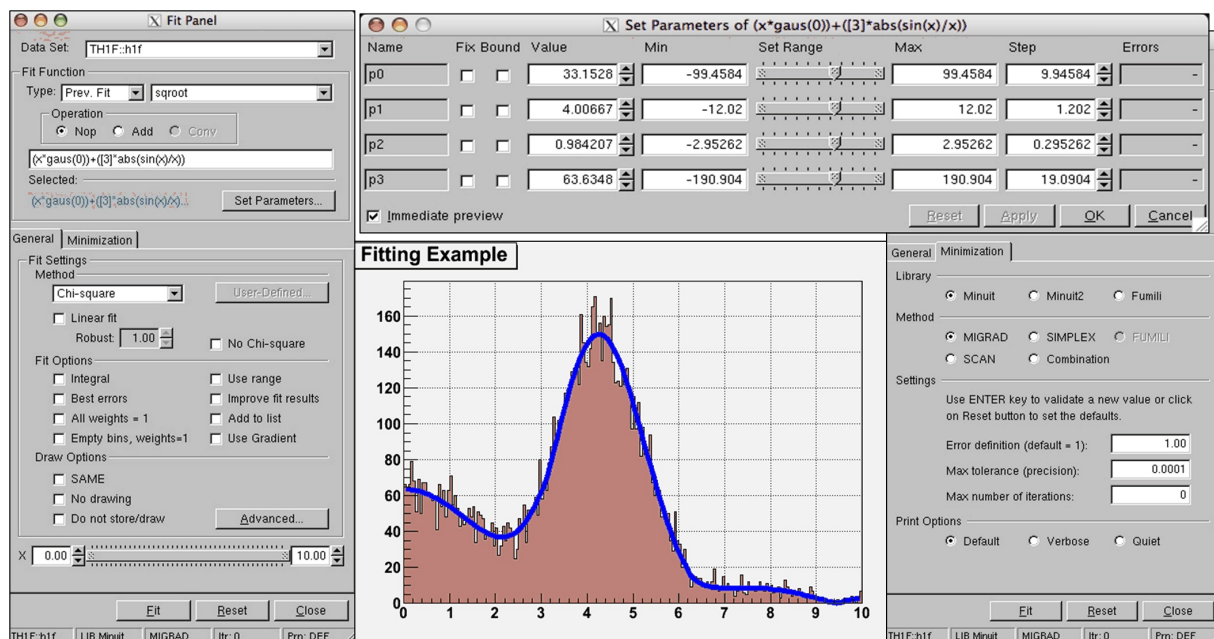 Fit Panel
Data Set: TH1F::h1f
Fit Function
Type: Prev. Fit sqroot
Operation
Nop Add Conv
(x*gaus(0))+([3]*abs(sin(x)/x))
Selected:
(x*gaus(0))+([3]*abs(sin(x)/x)... Set Parameters...
General Minimization
Fit Settings
Method
Chi-square User-Defined...
Linear fit
Robust: 1.00 No Chi-square
Fit Options
Integral Use range
Best errors Improve fit results
All weights = 1 Add to list
Empty bins, weights=1 Use Gradient
Draw Options
SAME
No drawing
Do not store/draw Advanced...
X 0.00 10.00
Fit Reset Close
TH1F::h1f LIB Minuit MIGRAD Itr: 0 Prn: DEF
Set Parameters of (x*gaus(0))+([3]*abs(sin(x)/x))
Name Fix Bound Value Min Set Range Max Step Errors
p0 33.1528 -99.4584 99.4584 9.94584 -
p1 4.00667 -12.02 12.02 1.202 -
p2 0.984207 -2.95262 2.95262 0.295262 -
p3 63.6348 -190.904 190.904 19.0904 -
Immediate preview Reset Apply OK Cancel
Fitting Example
160
140
120
100
80
60
40
20
0
0 1 2 3 4 5 6 7 8 9 10
General Minimization
Library
Minuit Minuit2 Fumili
Method
MIGRAD SIMPLEX FUMILI
SCAN Combination
Settings
Use ENTER key to validate a new value or click
on Reset button to set the defaults.
Error definition (default = 1): 1.00
Max tolerance (precision): 0.0001
Max number of iterations: 0
Print Options
Default Verbose Quiet
Fit Reset Close
TH1F::h1f LIB Minuit MIGRAD Itr: 0 Prn: DEF